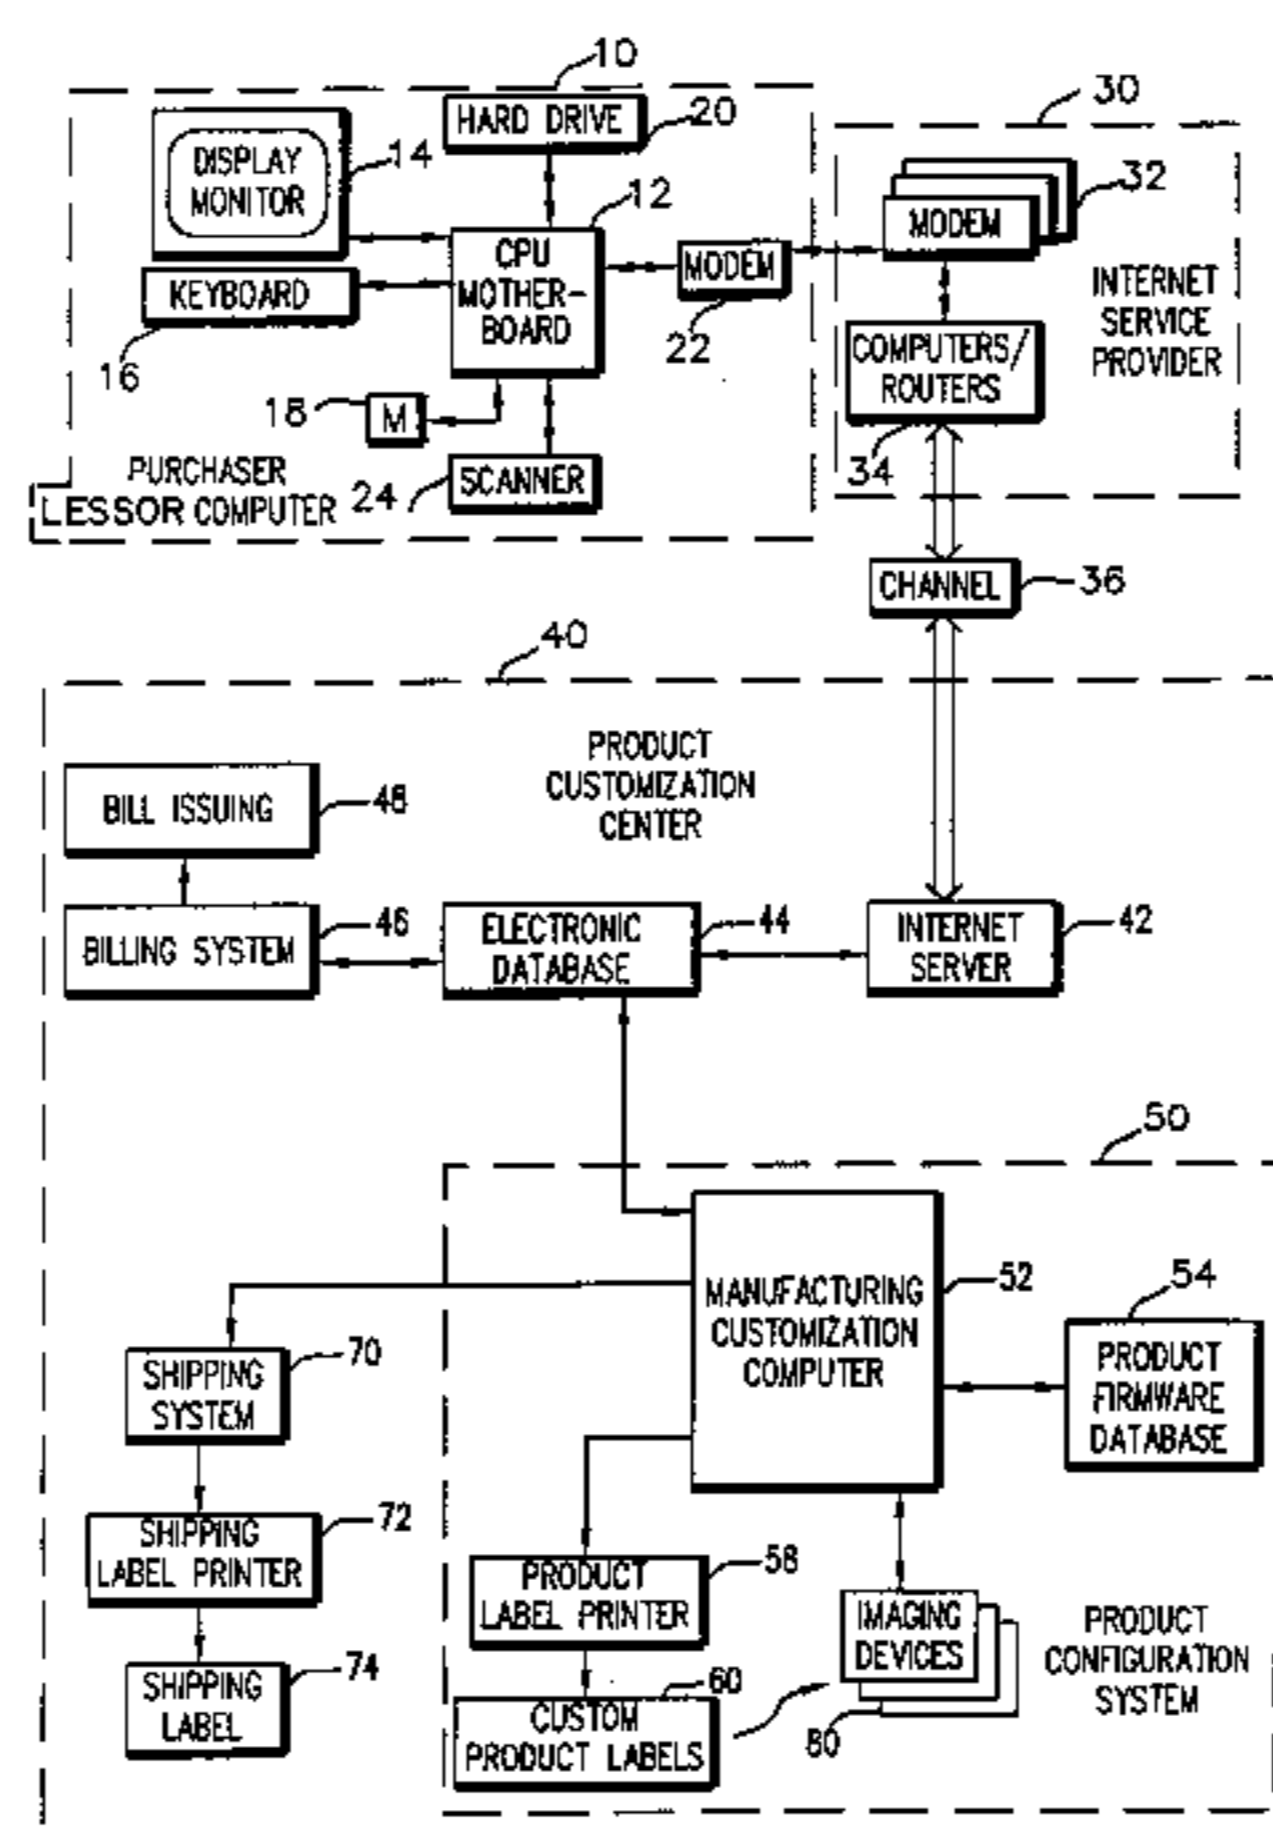 10
HARD DRIVE
20
DISPLAY
MONITOR
14
12
CPU
MOTHER-
BOARD
KEYBOARD
16
MODEM
22
18
M
SCANNER
24
PURCHASER
LESSOR COMPUTER
30
32
MODEM
INTERNET
SERVICE
PROVIDER
COMPUTERS/
ROUTERS
34
CHANNEL
36
40
PRODUCT
CUSTOMIZATION
CENTER
BILL ISSUING
48
BILLING SYSTEM
46
ELECTRONIC
DATABASE
44
INTERNET
SERVER
42
50
MANUFACTURING
CUSTOMIZATION
COMPUTER
52
54
PRODUCT
FIRMWARE
DATABASE
SHIPPING
SYSTEM
70
SHIPPING
LABEL PRINTER
72
SHIPPING
LABEL
74
PRODUCT
LABEL PRINTER
58
60
CUSTOM
PRODUCT LABELS
IMAGING
DEVICES
80
PRODUCT
CONFIGURATION
SYSTEM